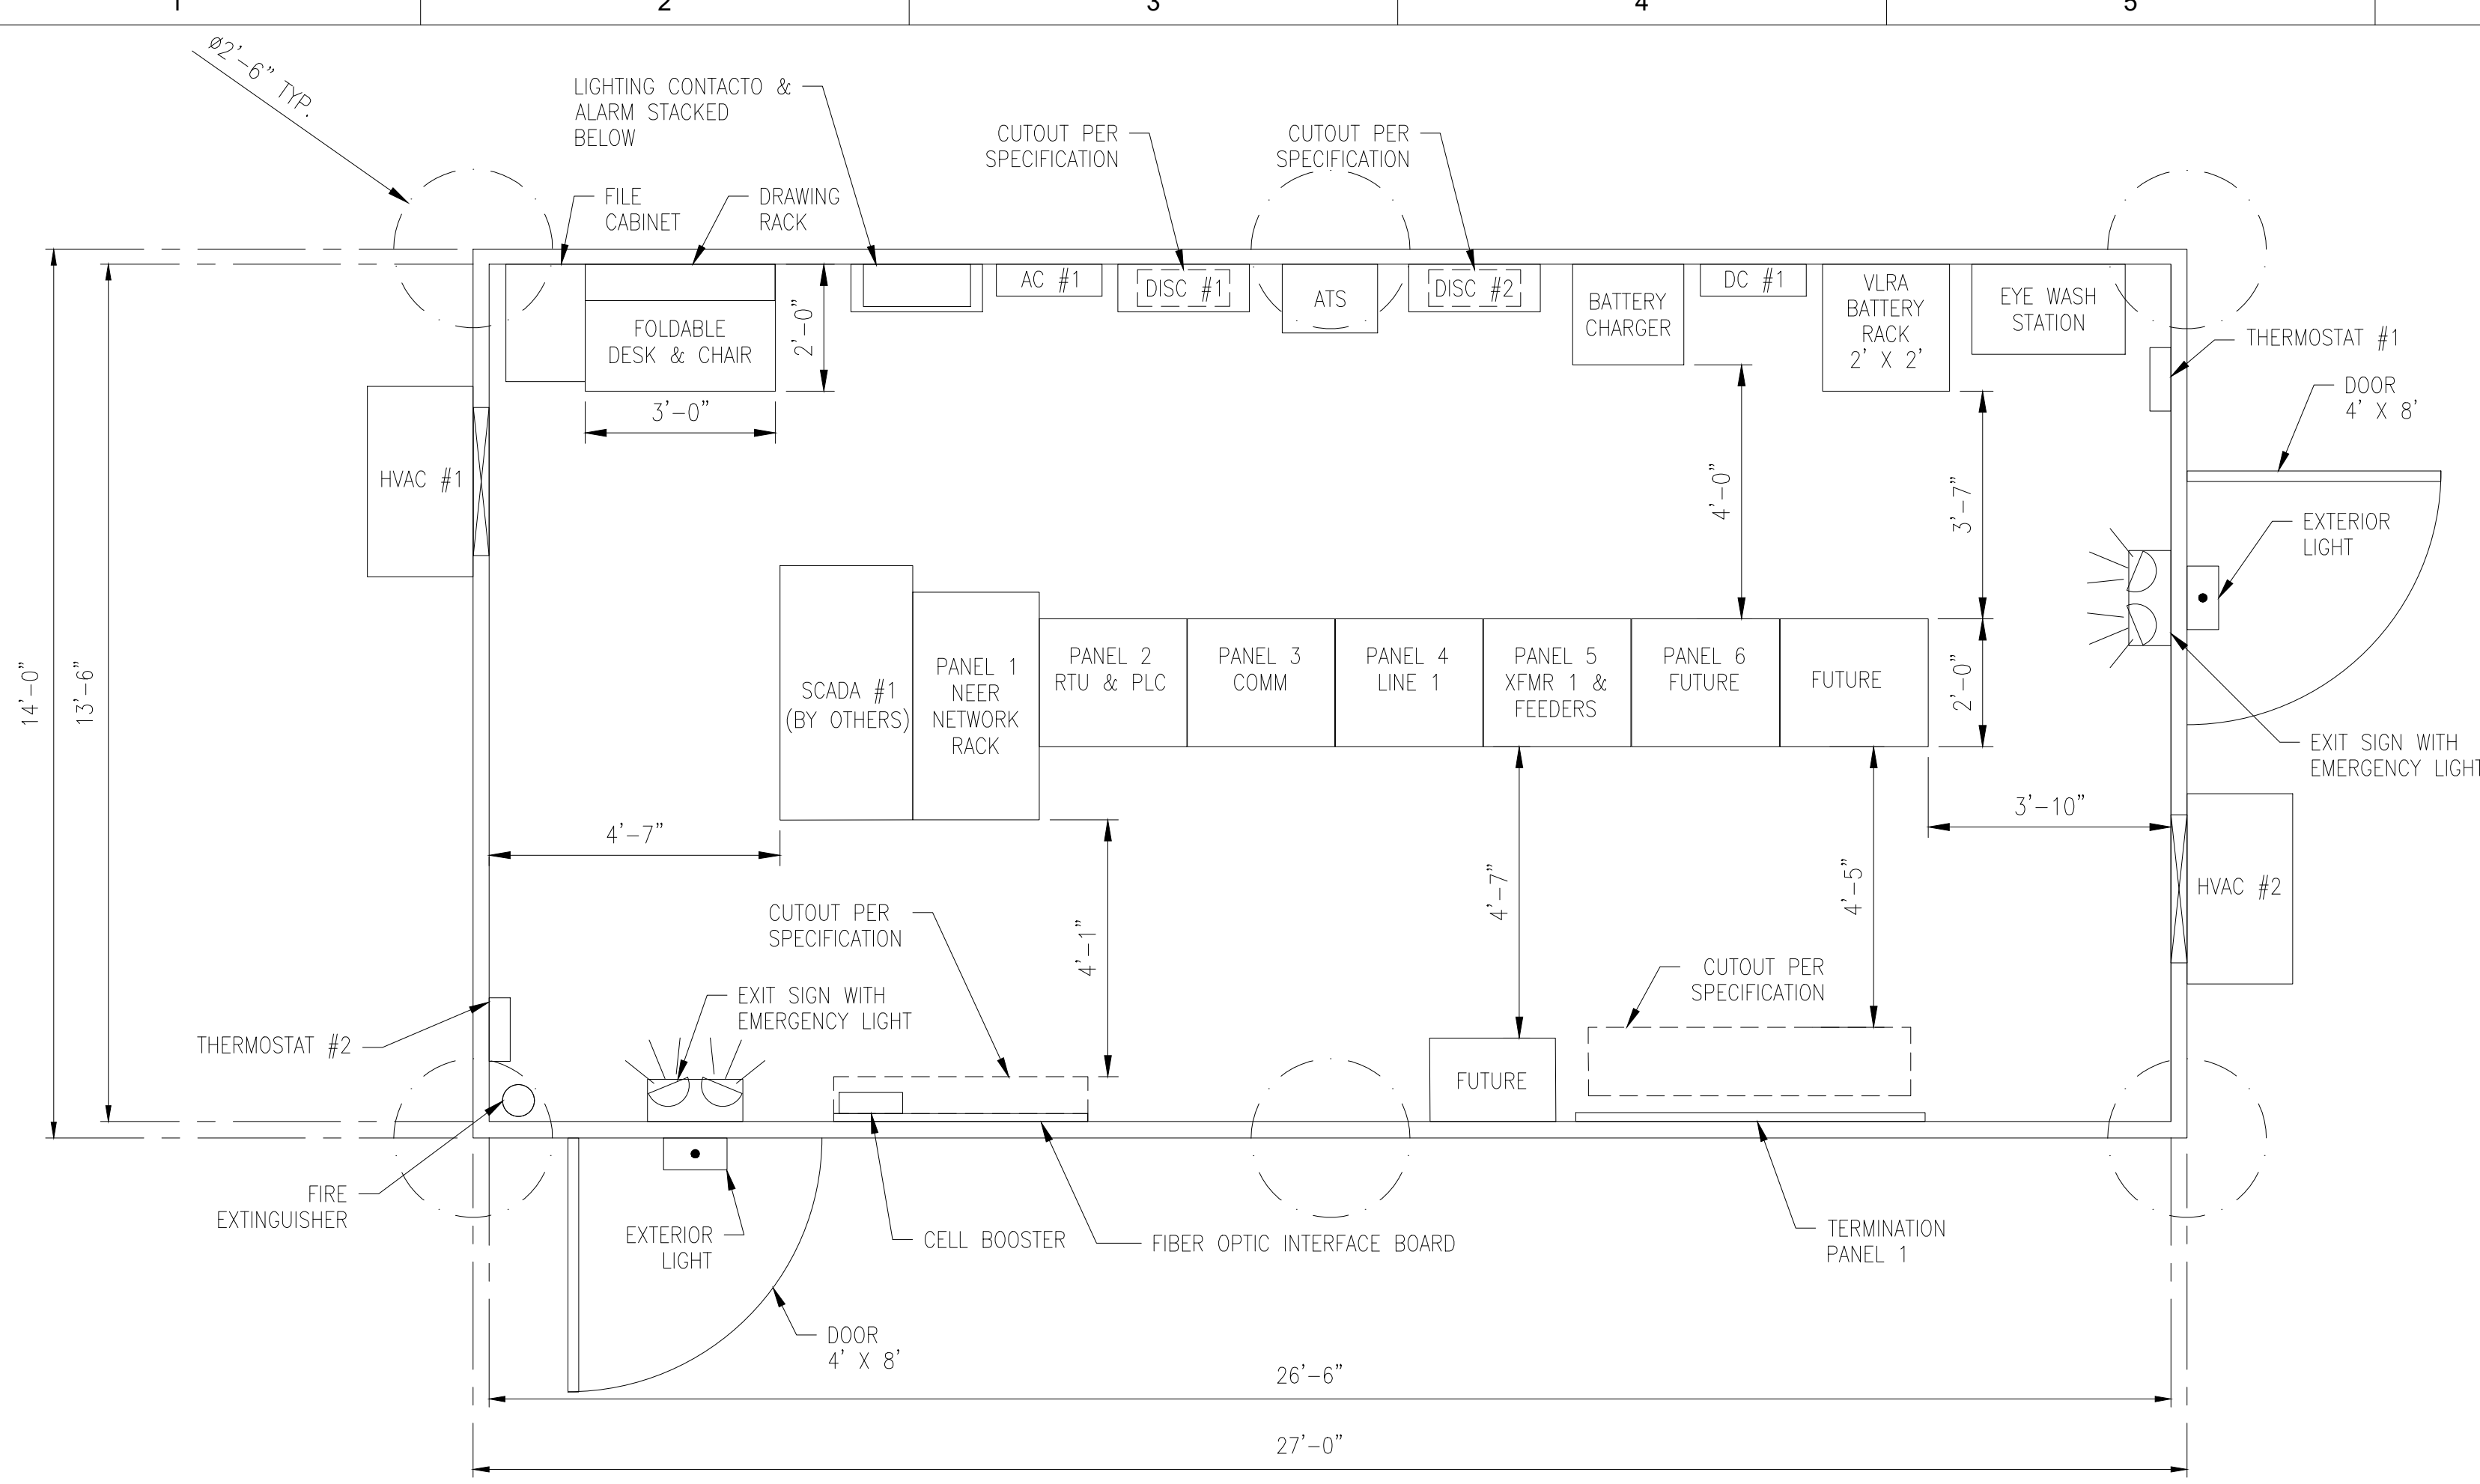 1 2 3 4 5
Ø2'-6" TYP.
LIGHTING CONTACTO &
ALARM STACKED
BELOW
CUTOUT PER
SPECIFICATION
CUTOUT PER
SPECIFICATION
FILE
CABINET
DRAWING
RACK
AC #1
DISC #1
ATS
DISC #2
BATTERY
CHARGER
DC #1
VLRA
BATTERY
RACK
2' X 2'
EYE WASH
STATION
FOLDABLE
DESK & CHAIR
2'-0"
3'-0"
THERMOSTAT #1
DOOR
4' X 8'
HVAC #1
4'-0"
3'-7"
EXTERIOR
LIGHT
14'-0"
13'-6"
SCADA #1
(BY OTHERS)
PANEL 1
NEER
NETWORK
RACK
PANEL 2
RTU & PLC
PANEL 3
COMM
PANEL 4
LINE 1
PANEL 5
XFMR 1 &
FEEDERS
PANEL 6
FUTURE
FUTURE
2'-0"
EXIT SIGN WITH
EMERGENCY LIGHT
4'-7"
3'-10"
HVAC #2
4'-1"
4'-7"
4'-5"
CUTOUT PER
SPECIFICATION
CUTOUT PER
SPECIFICATION
EXIT SIGN WITH
EMERGENCY LIGHT
THERMOSTAT #2
FUTURE
FIRE
EXTINGUISHER
EXTERIOR
LIGHT
CELL BOOSTER
FIBER OPTIC INTERFACE BOARD
TERMINATION
PANEL 1
DOOR
4' X 8'
26'-6"
27'-0"